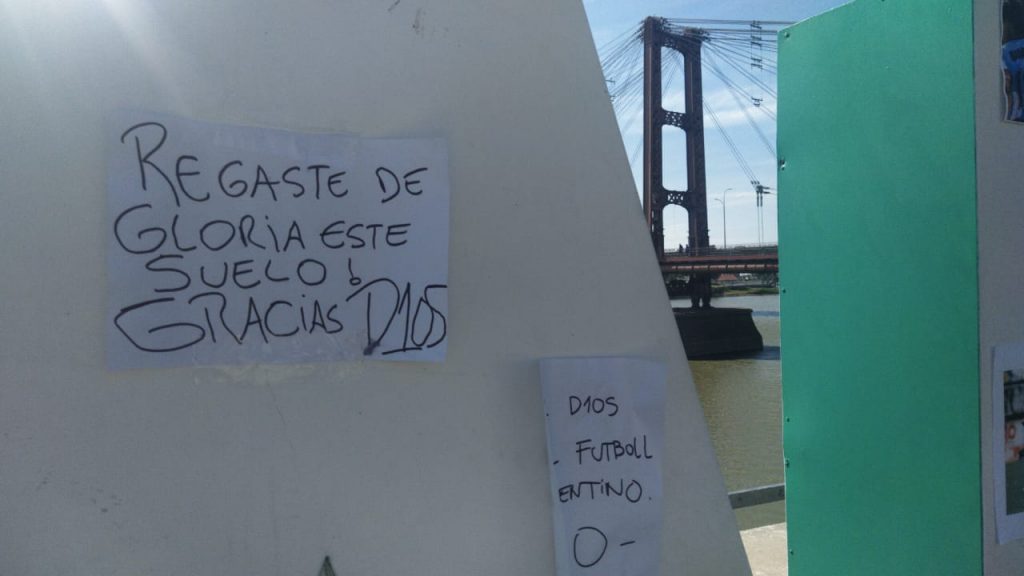 REGASTE DE
GLORIA ESTE
SUELO!
GRACIAS D10S
D10S
- FUTBOLL
ENTINO.
O-